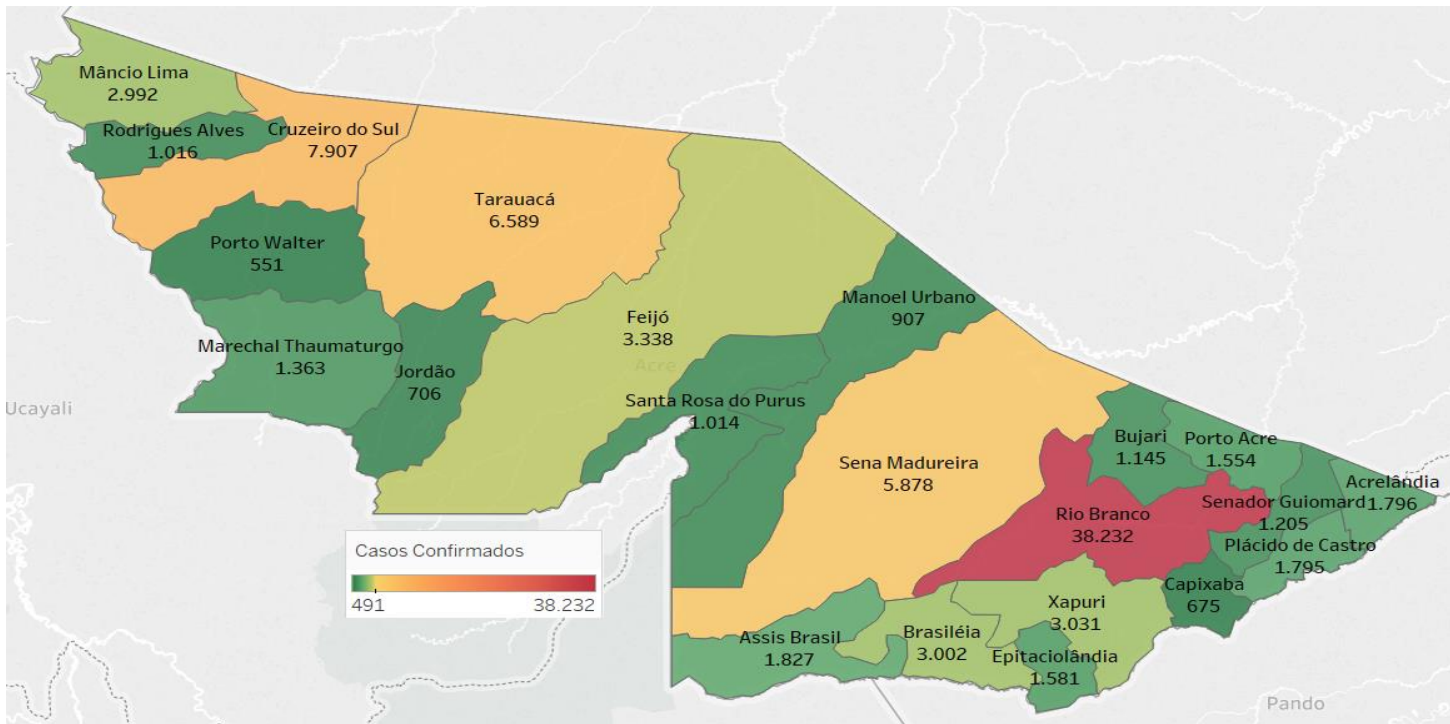 Mâncio Lima
2.992
Rodrigues Alves
1.016
Cruzeiro do Sul
7.907
Tarauacá
6.589
Porto Walter
551
Marechal Thaumaturgo
1.363
Jordão
706
Feijó
3.338
Acre
Manoel Urbano
907
Santa Rosa do Purus
1.014
Sena Madureira
5.878
Bujari
1.145
Porto Acre
1.554
Rio Branco
38.232
Senador Guiomard
1.205
Acrelândia
1.796
Plácido de Castro
1.795
Capixaba
675
Xapuri
3.031
Assis Brasil
1.827
Brasiléia
3.002
Epitaciolândia
1.581
Ucayali
Pando
Casos Confirmados
491 38.232